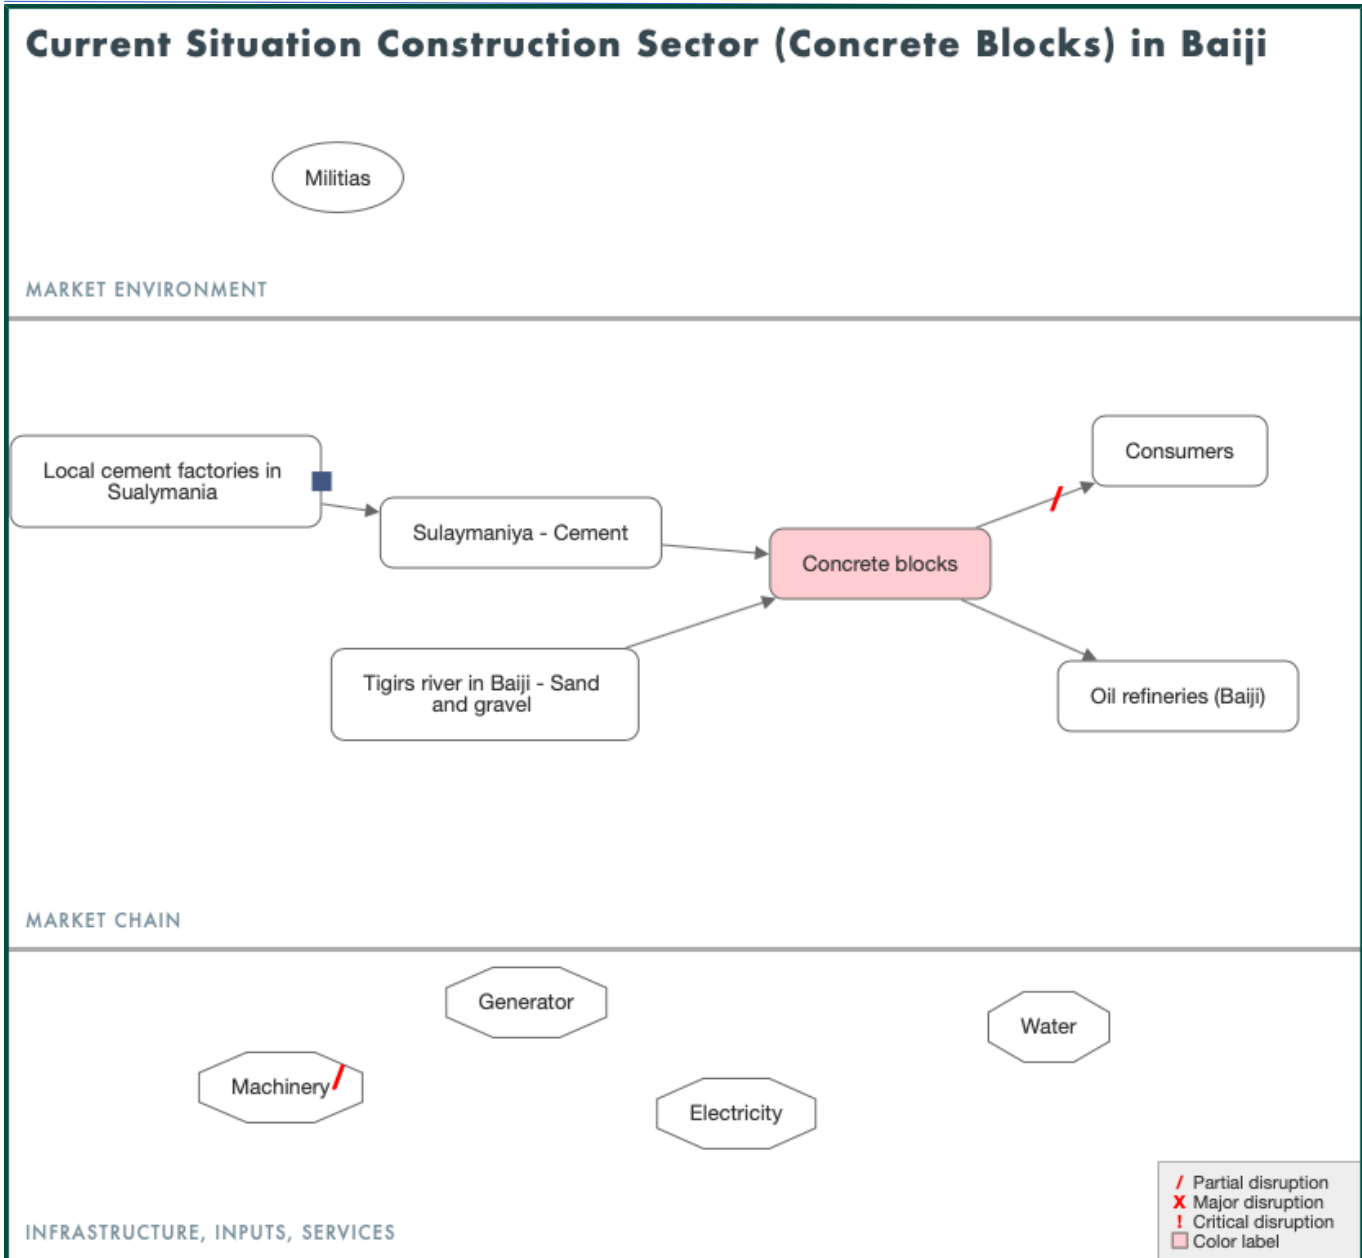 Current Situation Construction Sector (Concrete Blocks) in Baiji
Militias
MARKET ENVIRONMENT
Local cement factories in
Sualymania
Sulaymaniya - Cement
Concrete blocks
Consumers
Tigirs river in Baiji - Sand
and gravel
Oil refineries (Baiji)
MARKET CHAIN
Generator
Water
Machinery
Electricity
/ Partial disruption
X Major disruption
! Critical disruption
Color label
INFRASTRUCTURE, INPUTS, SERVICES